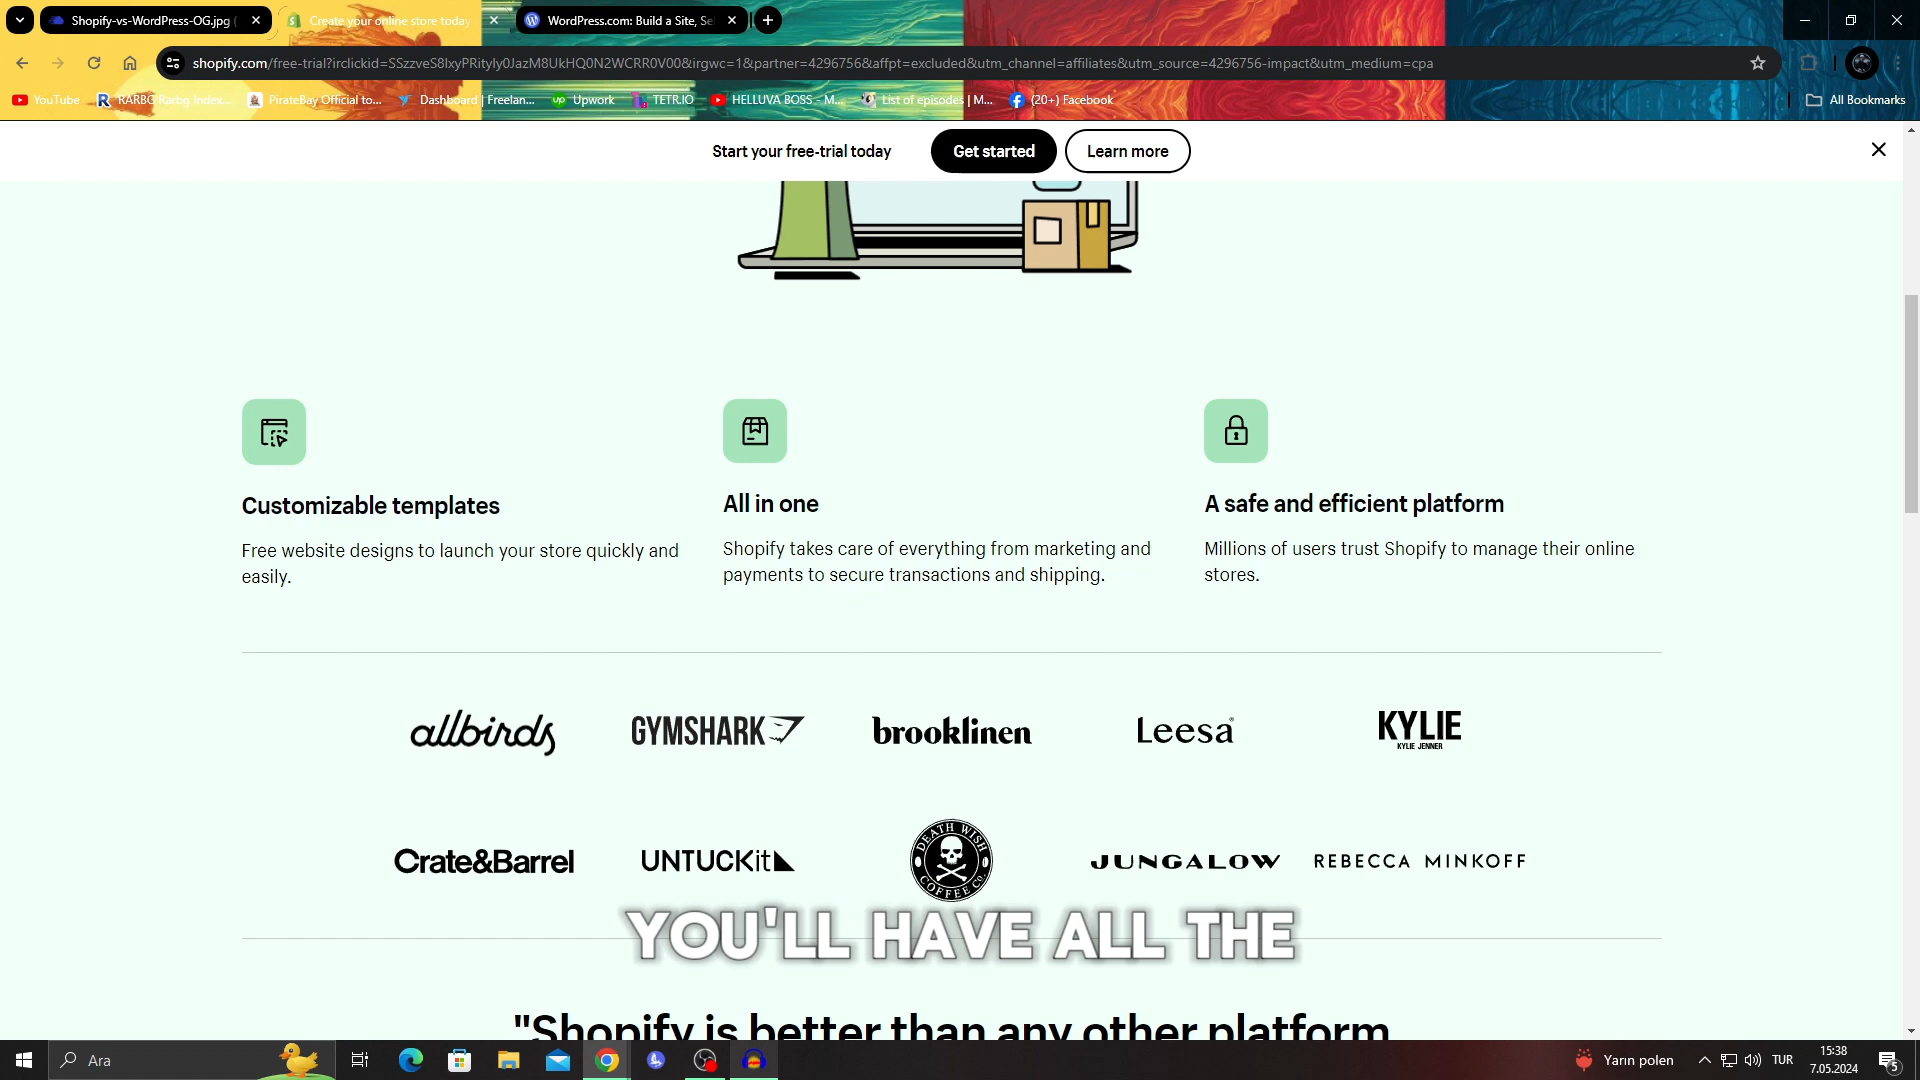 Shopify-vs-WordPress-OG.jpg (
Create your online store today
WordPress.com: Build a Site, Se
shopify.com/free-trial?irclickid=SSzzveS8lxyPRityly0JazM8UkHQ0N2WCRR0V00&irgwc=1&partner=4296756&affpt=excluded&utm_channel=affiliates&utm_source=4296756-impact&utm_medium=cpa
YouTube
RARBG Rarbg Index...
PirateBay Official to...
Dashboard | Freelan...
Upwork
TETR.IO
HELLUVA BOSS - M...
List of episodes | M...
(20+) Facebook
All Bookmarks
Start your free-trial today
Get started
Learn more
Customizable templates
Free website designs to launch your store quickly and
easily.
All in one
Shopify takes care of everything from marketing and
payments to secure transactions and shipping.
A safe and efficient platform
Millions of users trust Shopify to manage their online
stores.
allbirds
GYMSHARK
brooklinen
Leesa
KYLIE
KYLIE JENNER
Crate&Barrel
UNTUCKit
DEATH WISH
COFFEE CO.
JUNGALOW
REBECCA MINKOFF
YOU'LL HAVE ALL THE
"Shopify is better than any other platform
Ara
Yarın polen
TUR
15:38
7.05.2024
5